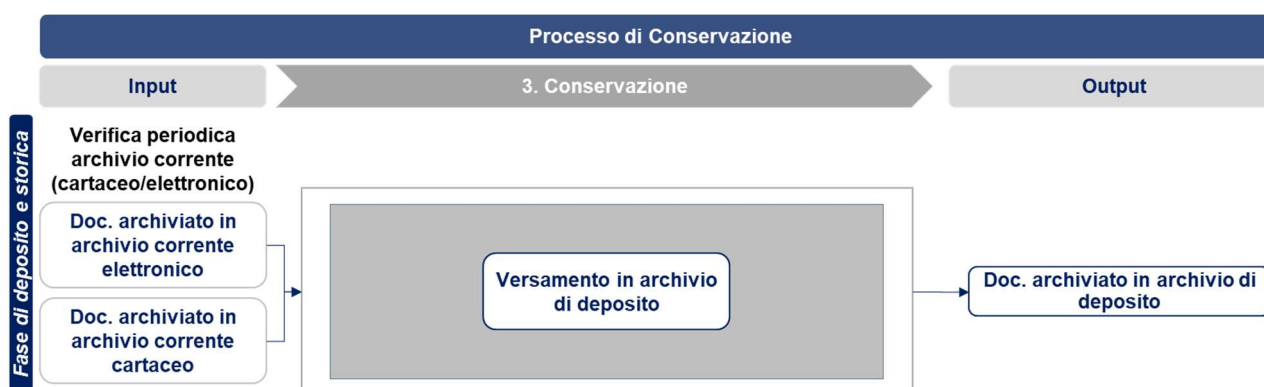 Processo di Conservazione
Input
3. Conservazione
Output
Fase di deposito e storica
Verifica periodica
archivio corrente
(cartaceo/elettronico)
Doc. archiviato in
archivio corrente
elettronico
Doc. archiviato in
archivio corrente
cartaceo
Versamento in archivio
di deposito
Doc. archiviato in archivio di
deposito